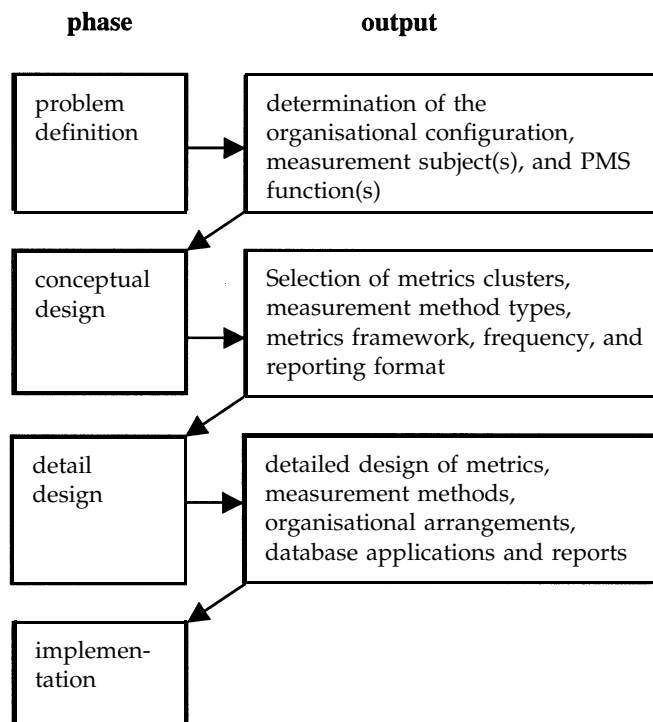 phase
output
problem
definition
determination of the
organisational configuration,
measurement subject(s), and PMS
function(s)
conceptual
design
Selection of metrics clusters,
measurement method types,
metrics framework, frequency, and
reporting format
detail
design
detailed design of metrics,
measurement methods,
organisational arrangements,
database applications and reports
implemen-
tation